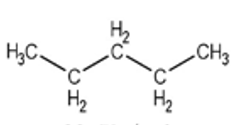 H₂
H₃C C CH₃
C C
H₂ H₂